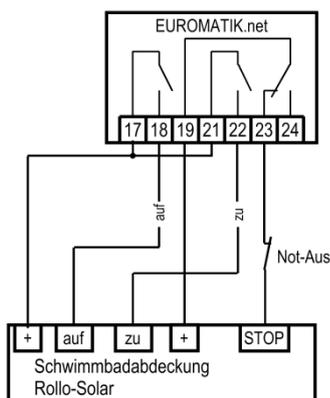 EUROMATIK.net
17 18 19 21 22 23 24
auf
zu
Not-Aus
+ auf zu + STOP
Schwimmbadabdeckung
Rollo-Solar